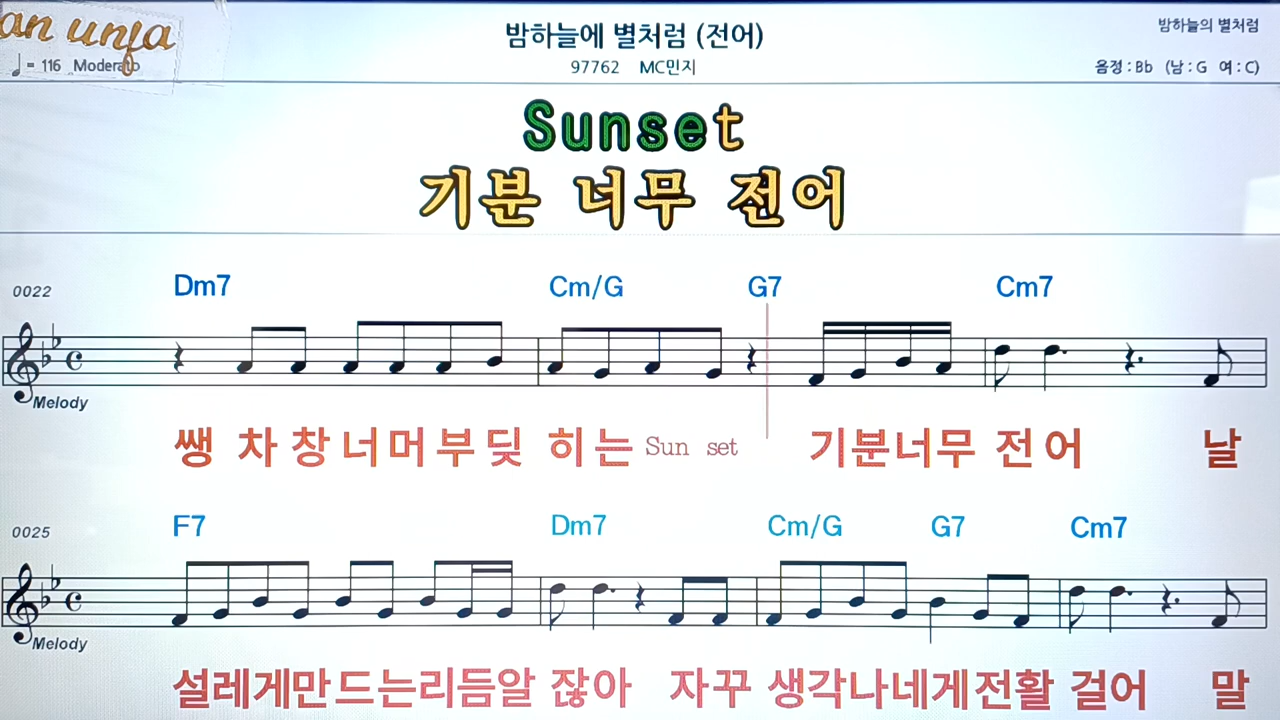 an unfa
밤하늘에 별처럼 (전어)
밤하늘의 별처럼
♩= 116 Moderato
97762 MC민지
음정 : Bb (남 : G 여 : C)
Sunset
기분 너무 전어
0022
Dm7 Cm/G G7 Cm7
Melody
쌩 차 창 너 머 부 딪 히 는 Sun set 기분너무 전 어 날
0025
F7 Dm7 Cm/G G7 Cm7
Melody
설레게만드는리듬알 잖아 자꾸 생각나네게전활 걸어 말